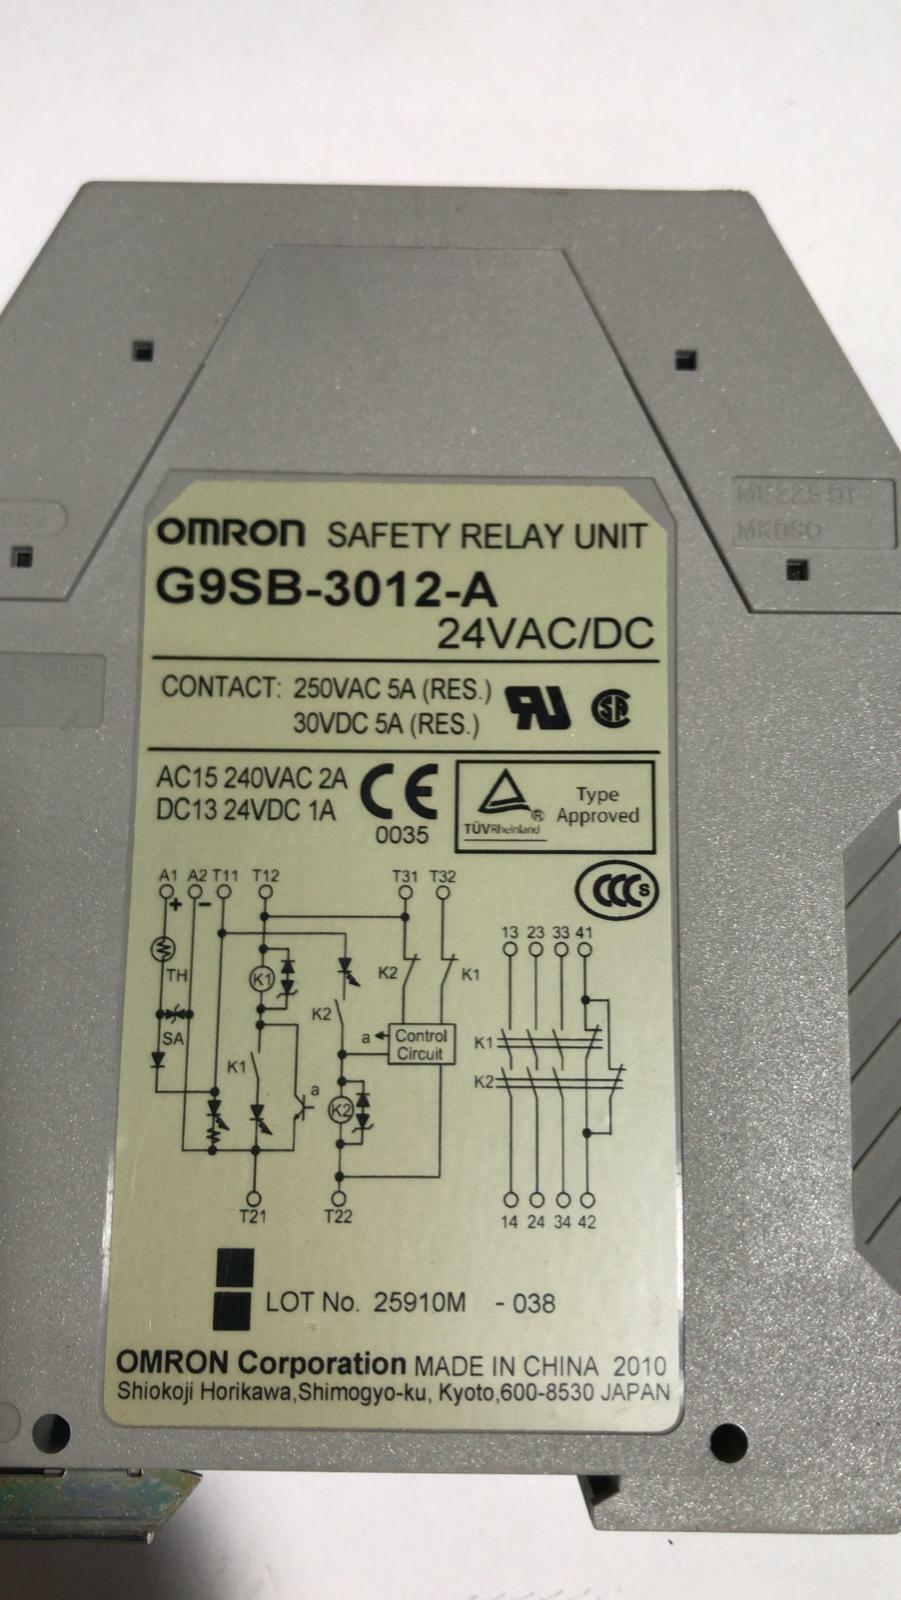 OMRON SAFETY RELAY UNIT
G9SB-3012-A
24VAC/DC
CONTACT: 250VAC 5A (RES.)
30VDC 5A (RES.)
AC15 240VAC 2A
DC13 24VDC 1A
CE
0035
TÜVRheinland ®
Type
Approved
CCC S
A1 A2 T11 T12 T31 T32
+ −
13 23 33 41
TH
K1
K2 K1
K2
SA
a
Control
Circuit
K1
K1
K2
a
K2
T21 T22
14 24 34 42
LOT No. 25910M - 038
OMRON Corporation MADE IN CHINA 2010
Shiokoji Horikawa,Shimogyo-ku, Kyoto,600-8530 JAPAN
MKDSO